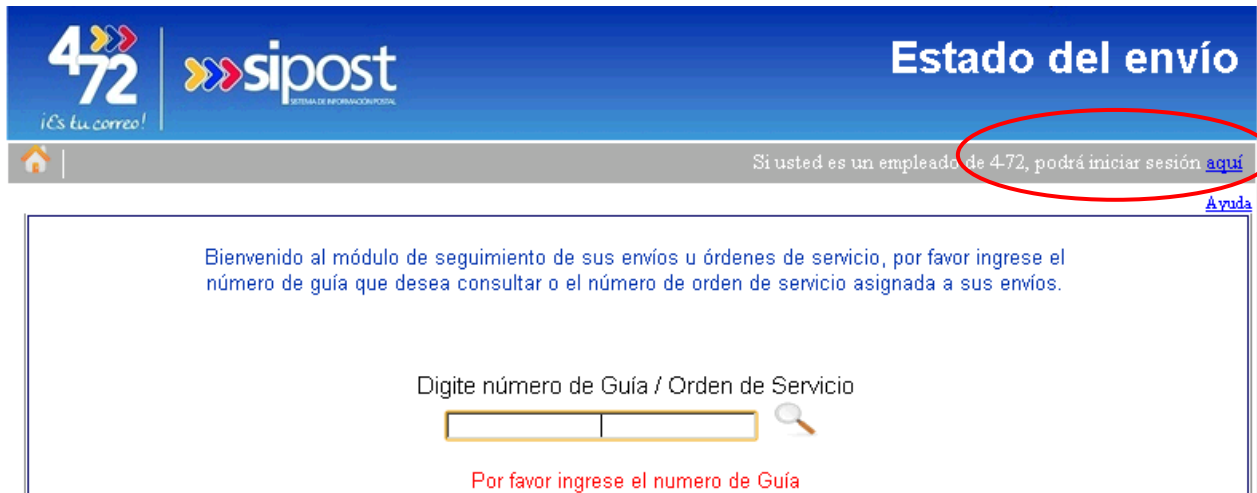 4
72
¡Es tu correo!
sipost
SISTEMA DE INFORMACIÓN POSTAL
Estado del envío
Si usted es un empleado de 4-72, podrá iniciar sesión aquí
Ayuda
Bienvenido al módulo de seguimiento de sus envíos u órdenes de servicio, por favor ingrese el
número de guía que desea consultar o el número de orden de servicio asignada a sus envíos.
Digite número de Guía / Orden de Servicio
Por favor ingrese el numero de Guía